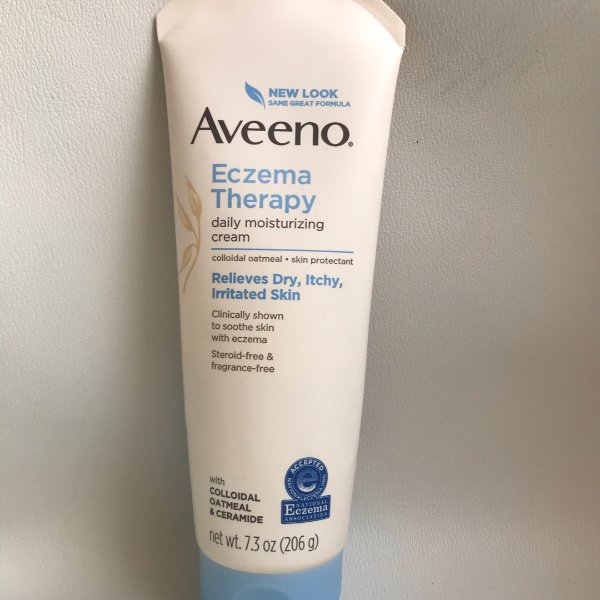 NEW LOOK
SAME GREAT FORMULA
Aveeno®
Eczema
Therapy
daily moisturizing
cream
colloidal oatmeal • skin protectant
Relieves Dry, Itchy,
Irritated Skin
Clinically shown
to soothe skin
with eczema
Steroid-free &
fragrance-free
with
COLLOIDAL
OATMEAL
& CERAMIDE
ACCEPTED
NATIONAL
Eczema
ASSOCIATION
net wt. 7.3 oz (206 g)